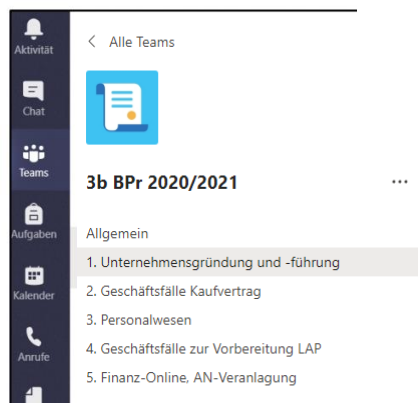 Aktivität
Chat
Teams
Aufgaben
Kalender
Anrufe
< Alle Teams
3b BPr 2020/2021 ...
Allgemein
1. Unternehmensgründung und -führung
2. Geschäftsfälle Kaufvertrag
3. Personalwesen
4. Geschäftsfälle zur Vorbereitung LAP
5. Finanz-Online, AN-Veranlagung